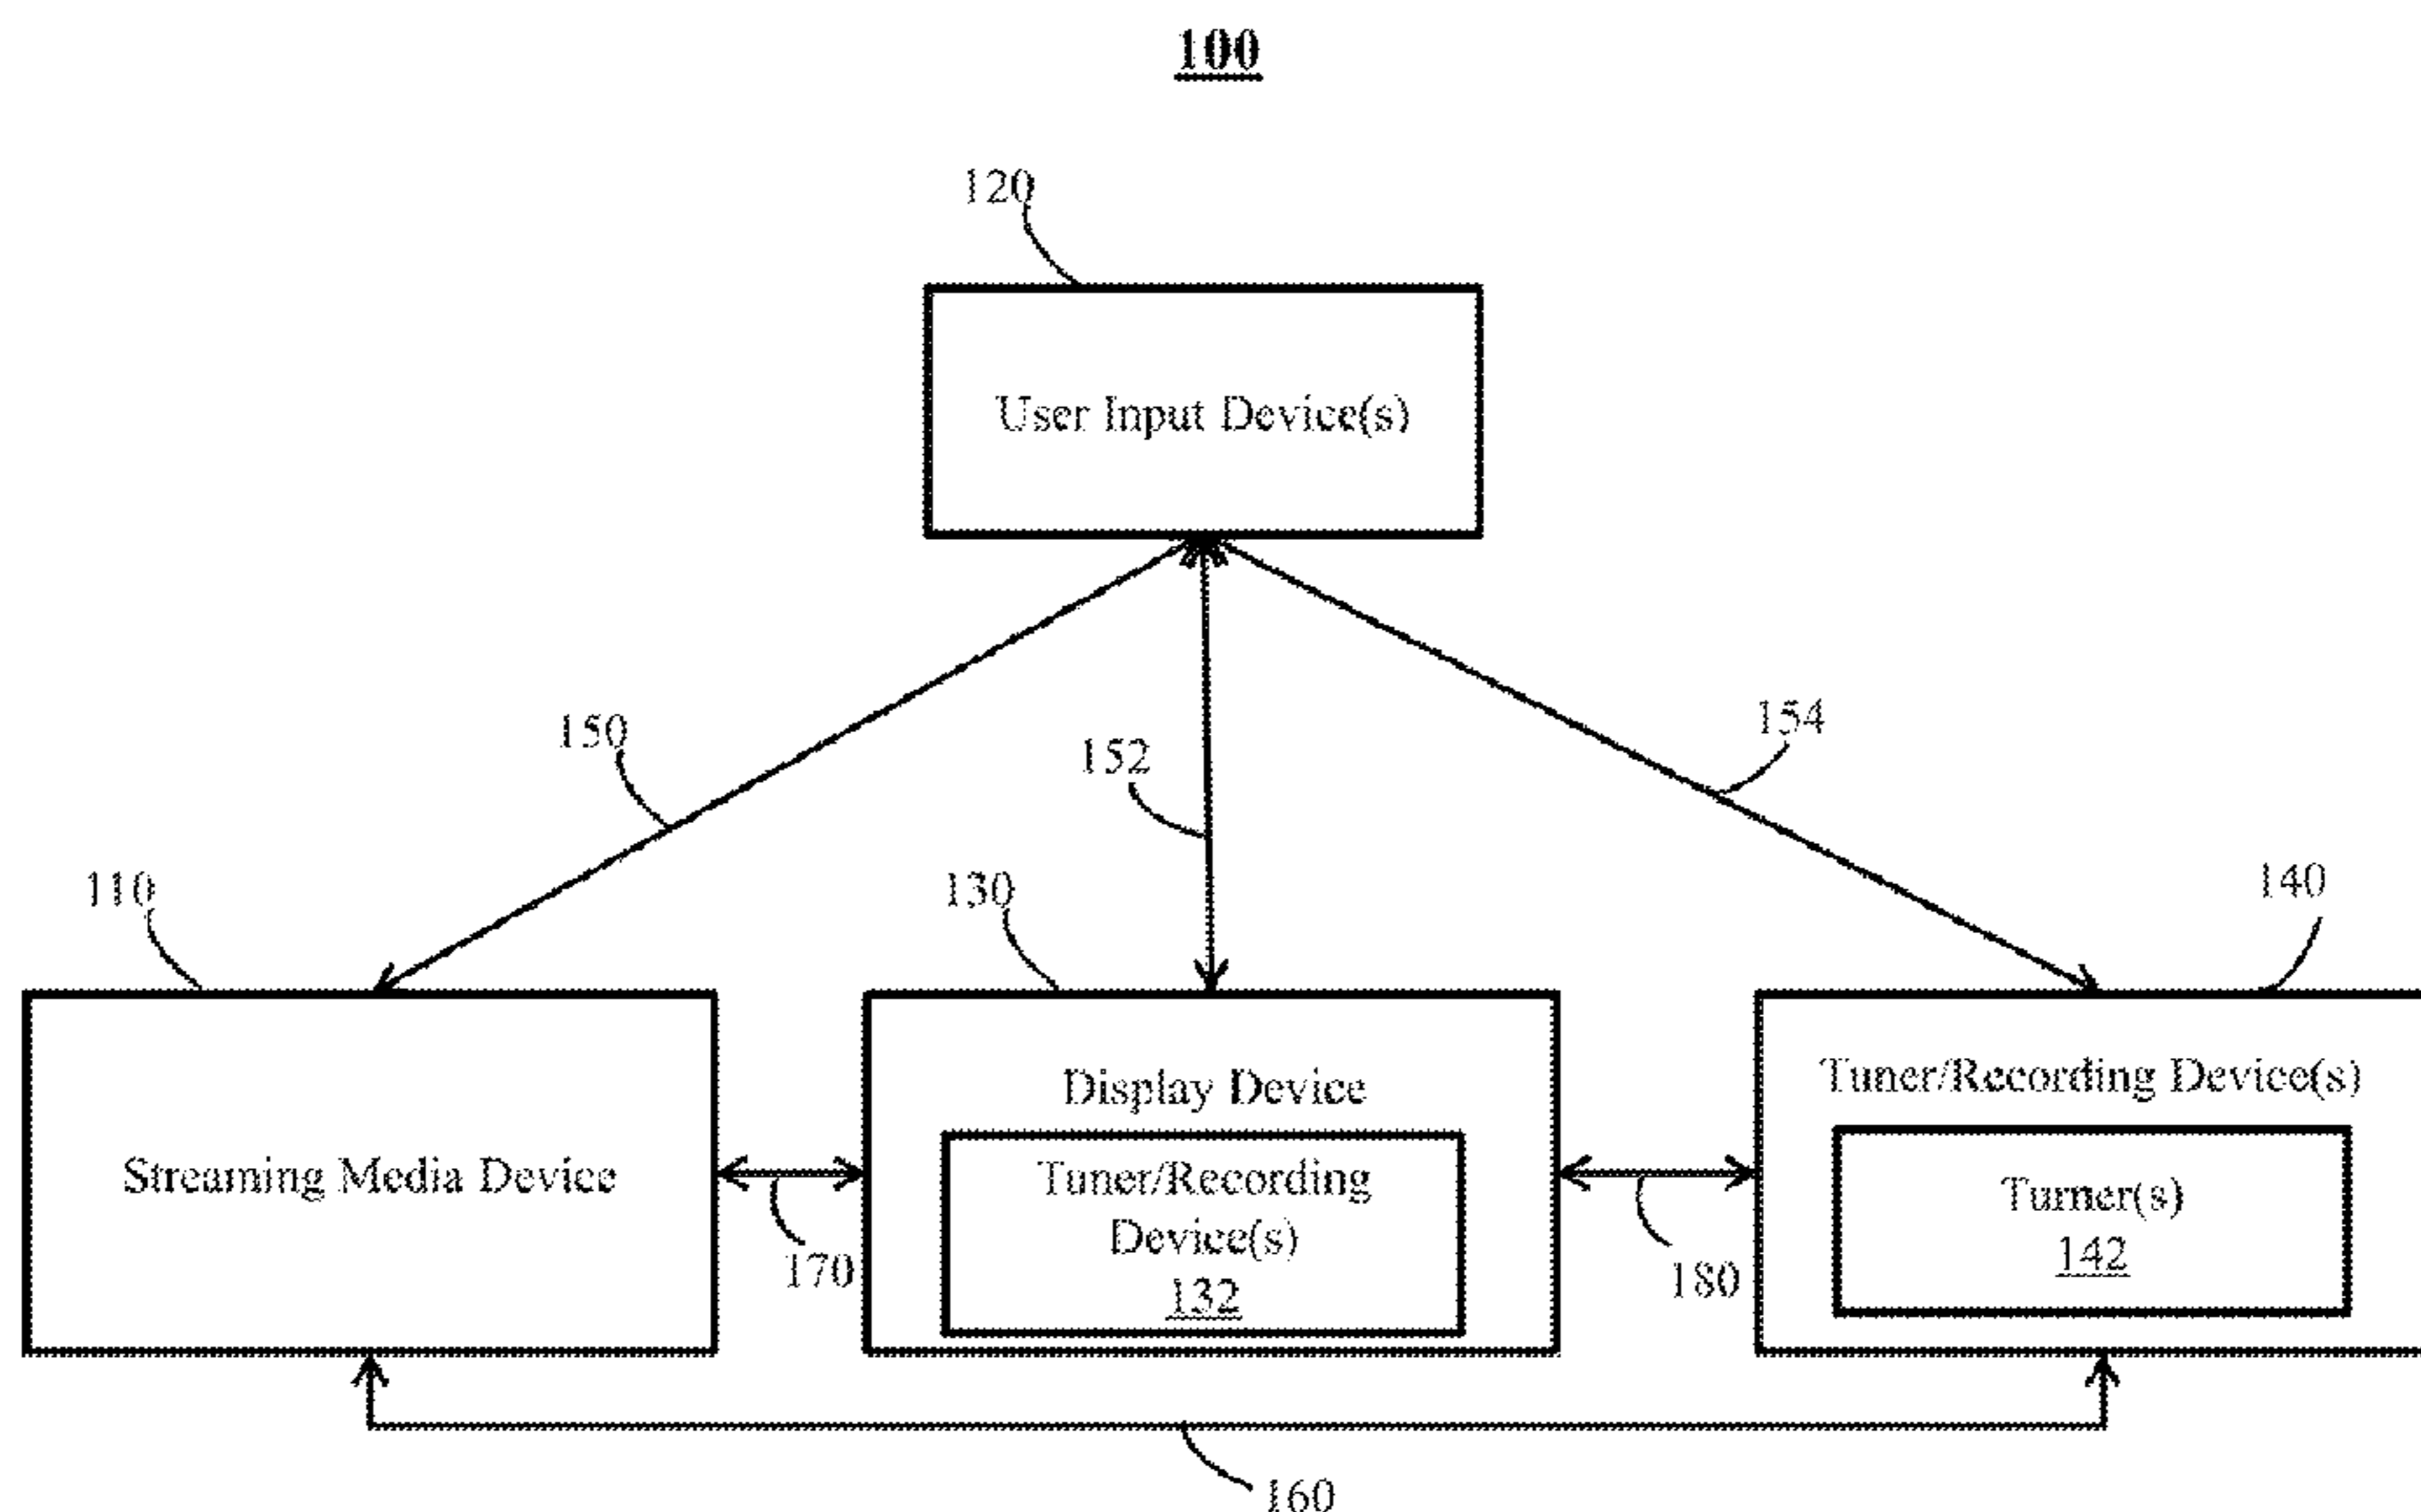 100
120
User Input Device(s)
150
152
154
110
130
140
Streaming Media Device
Display Device
Tuner/Recording
Device(s)
132
Tuner/Recording Device(s)
Turner(s)
142
170
180
160